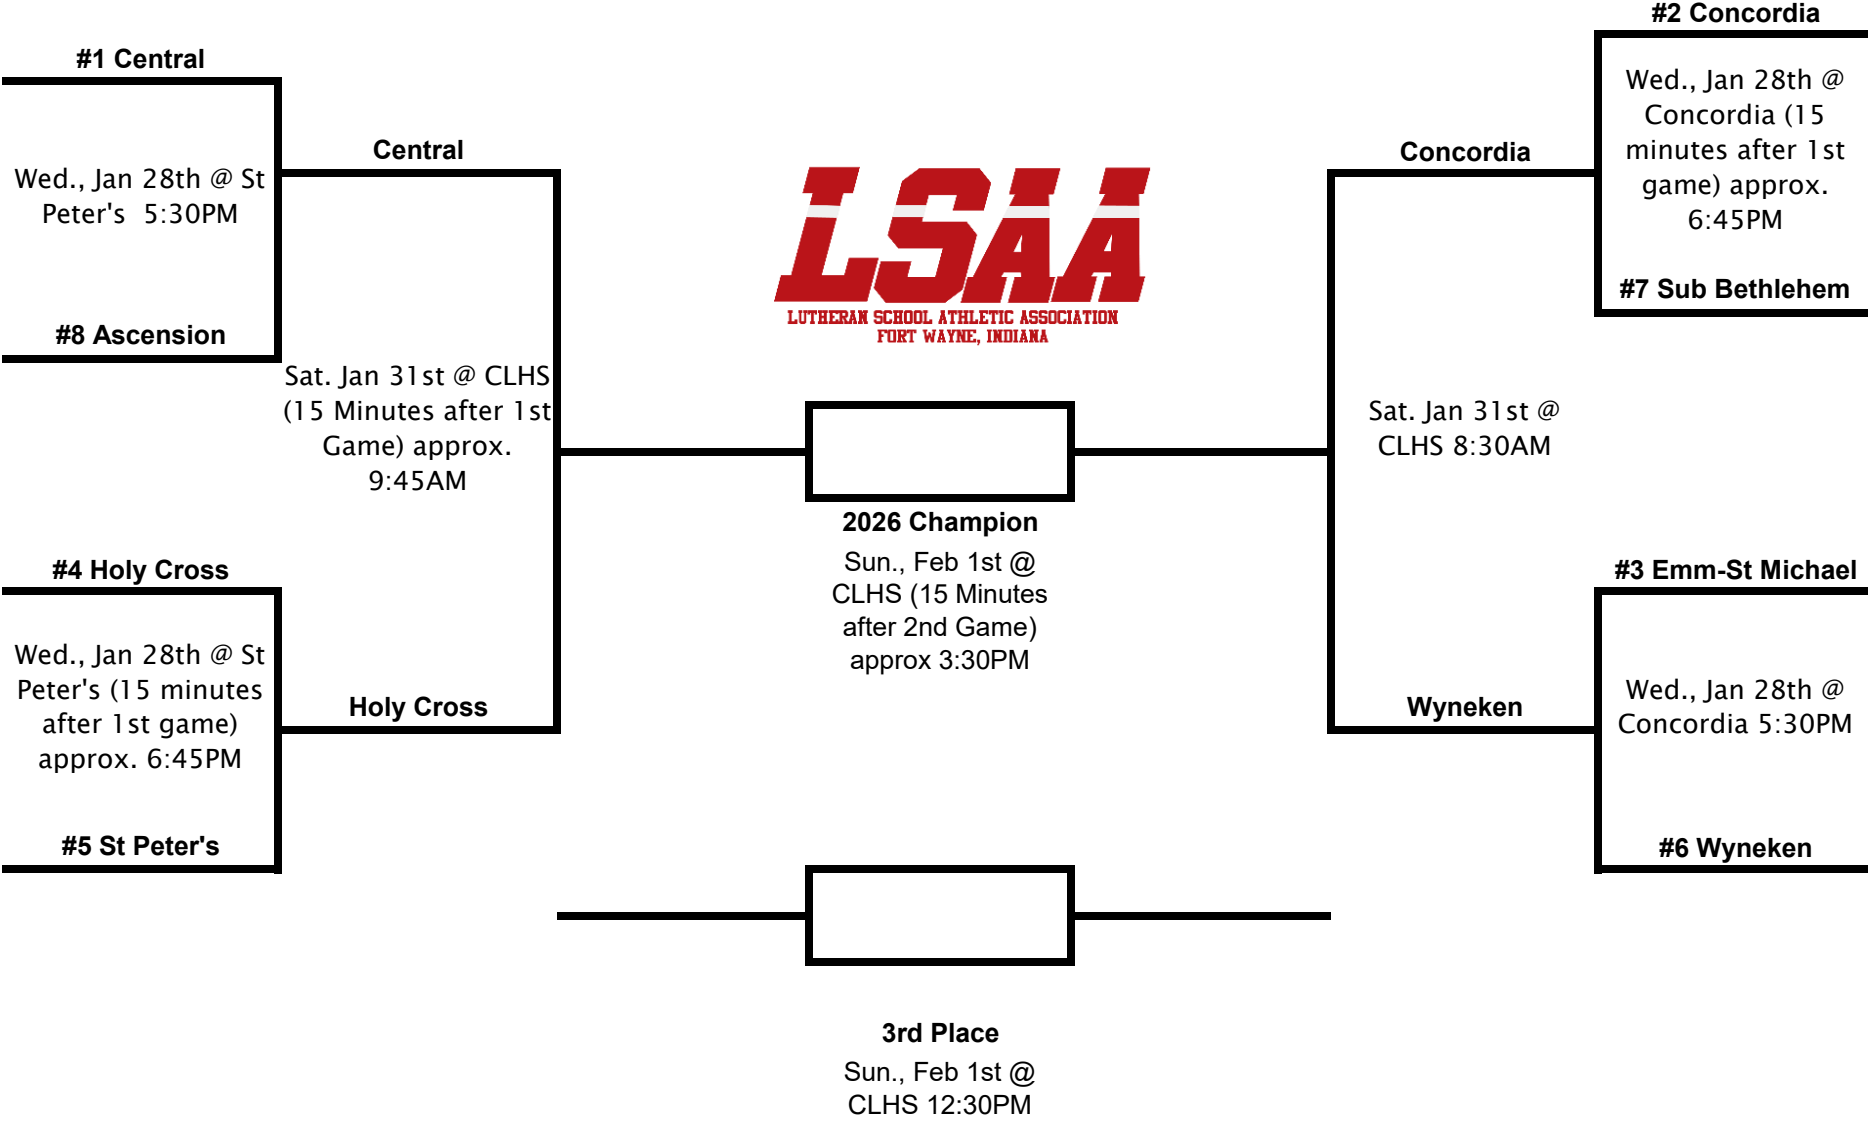 #1 Central
Wed., Jan 28th @ St
Peter's  5:30PM
#8 Ascension
Central
Sat. Jan 31st @ CLHS
(15 Minutes after 1st
Game) approx.
9:45AM
#4 Holy Cross
Wed., Jan 28th @ St
Peter's (15 minutes
after 1st game)
approx. 6:45PM
#5 St Peter's
Holy Cross
LSAA
LUTHERAN SCHOOL ATHLETIC ASSOCIATION
FORT WAYNE, INDIANA
2026 Champion
Sun., Feb 1st @
CLHS (15 Minutes
after 2nd Game)
approx 3:30PM
3rd Place
Sun., Feb 1st @
CLHS 12:30PM
Concordia
Sat. Jan 31st @
CLHS 8:30AM
Wyneken
#2 Concordia
Wed., Jan 28th @
Concordia (15
minutes after 1st
game) approx.
6:45PM
#7 Sub Bethlehem
#3 Emm-St Michael
Wed., Jan 28th @
Concordia 5:30PM
#6 Wyneken